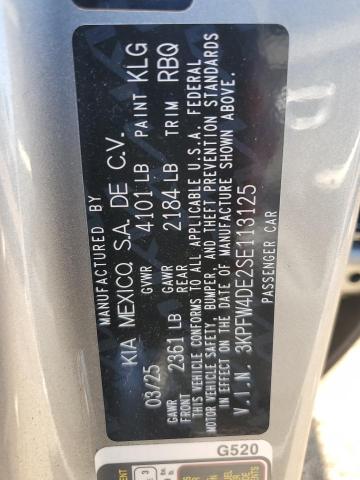 MANUFACTURED BY
KIA MEXICO, S.A. DE C.V.
03/25 GVWR 4101 LB PAINT KLG
GAWR FRONT 2361 LB GAWR REAR 2184 LB TRIM RBQ
THIS VEHICLE CONFORMS TO ALL APPLICABLE U.S.A. FEDERAL
MOTOR VEHICLE SAFETY, BUMPER, AND THEFT PREVENTION STANDARDS
IN EFFECT ON THE DATE OF MANUFACTURE SHOWN ABOVE.
V.I.N. 3KPFW4DE2SE113125
PASSENGER CAR
G520
3